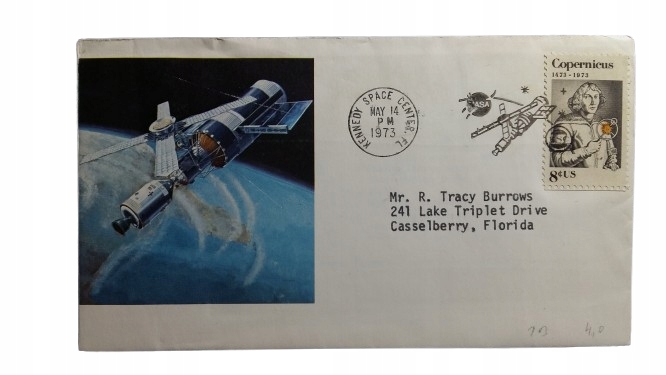 KENNEDY SPACE CENTER, FL
MAY 14
PM
1973
NASA
Copernicus
1473-1973
8¢US
Mr. R. Tracy Burrows
241 Lake Triplet Drive
Casselberry, Florida